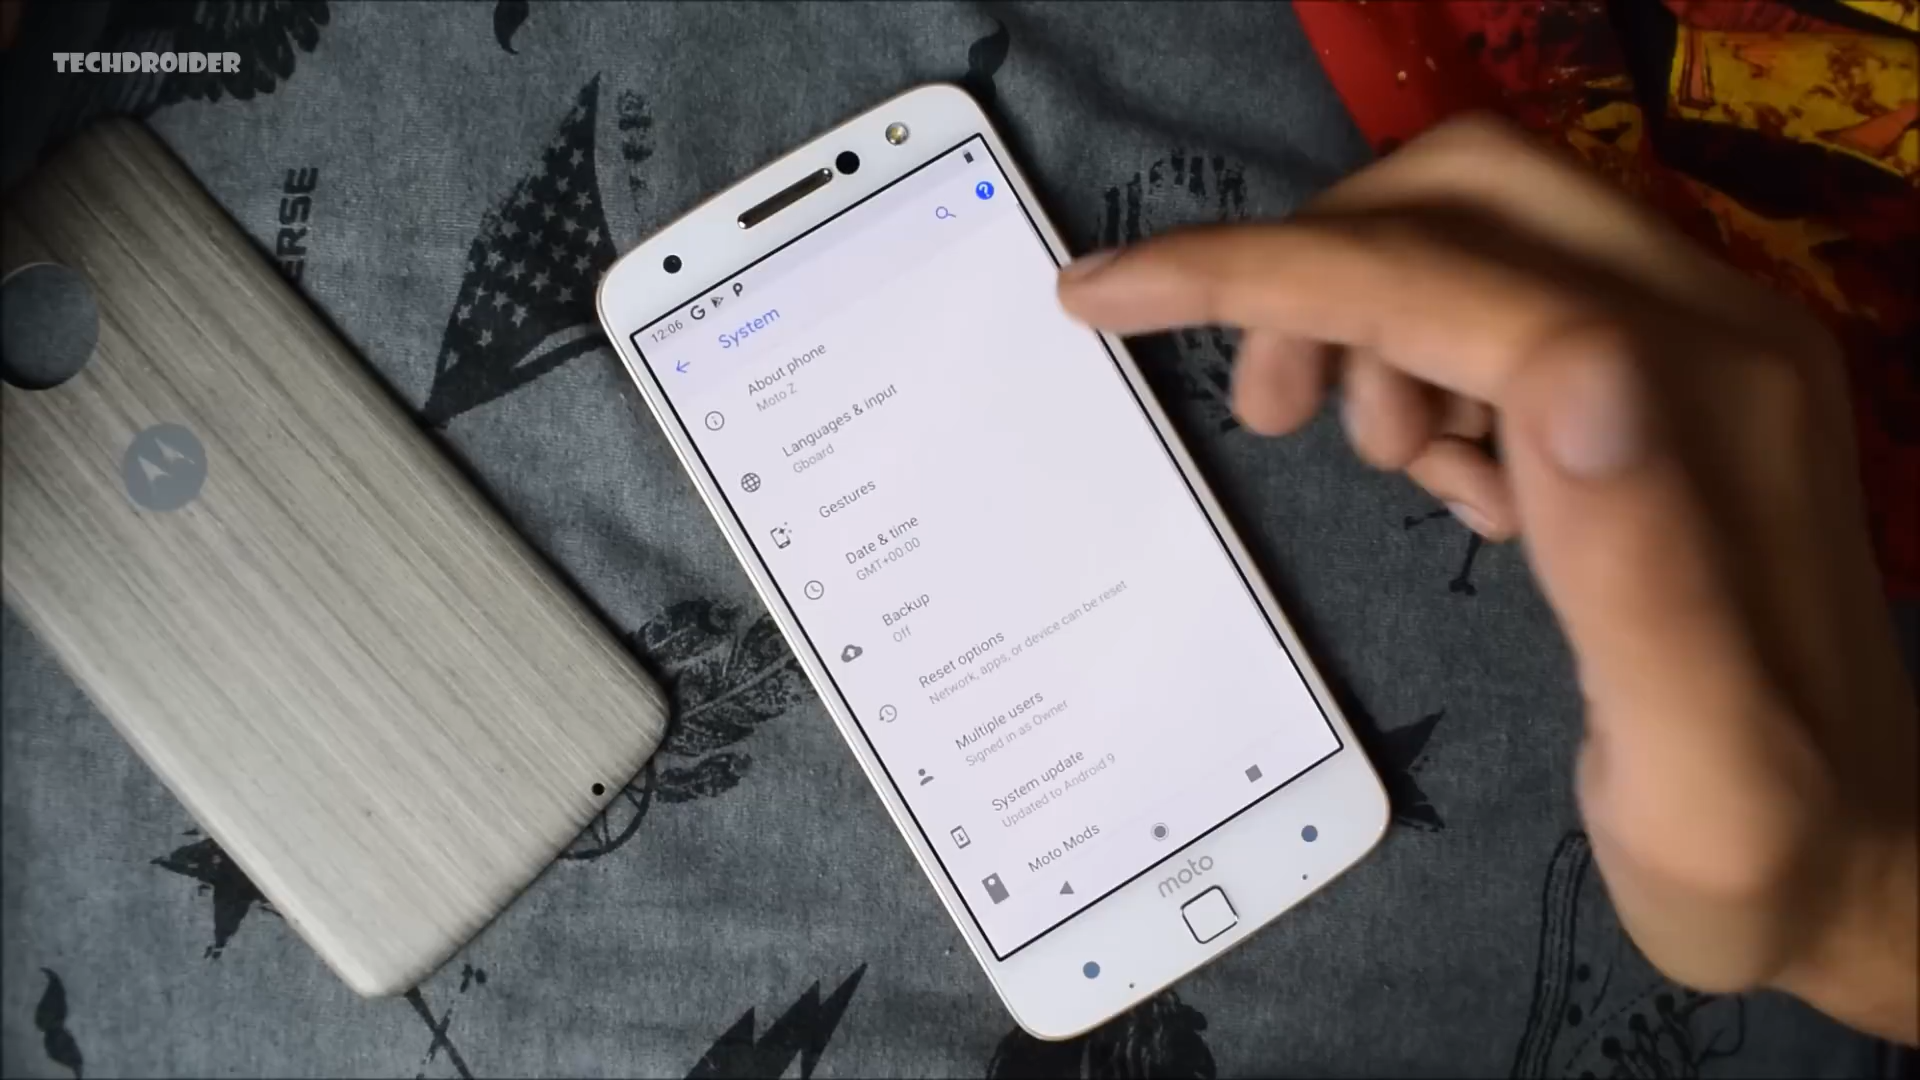 TECHDROIDER
ERSE
12:06
System
About phone
Moto Z
Languages & input
Gboard
Gestures
Date & time
GMT+00:00
Backup
Off
Reset options
Network, apps, or device can be reset
Multiple users
Signed in as Owner
System update
Updated to Android 9
Moto Mods
moto